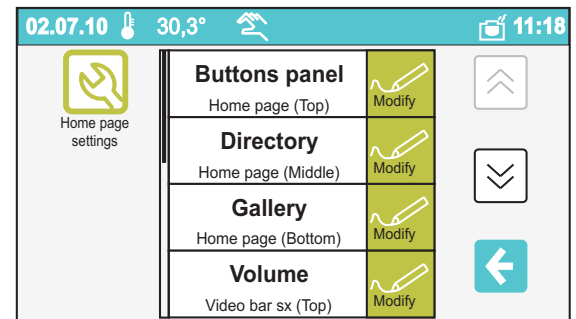 02.07.10 30,3° 11:18
Home page
settings
Buttons panel
Home page (Top)
Modify
Directory
Home page (Middle)
Modify
Gallery
Home page (Bottom)
Modify
Volume
Video bar sx (Top)
Modify